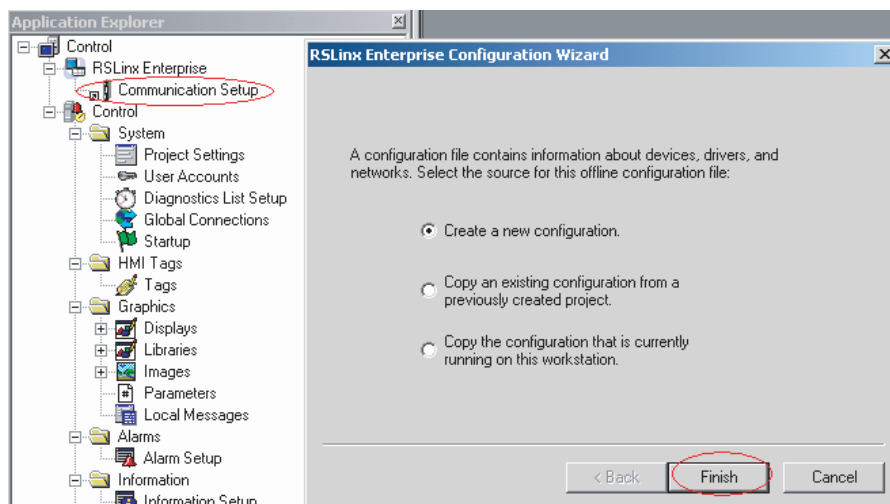 Application Explorer
Control
RSLinx Enterprise
Communication Setup
Control
System
Project Settings
User Accounts
Diagnostics List Setup
Global Connections
Startup
HMI Tags
Tags
Graphics
Displays
Libraries
Images
Parameters
Local Messages
Alarms
Alarm Setup
Information
Information Setup
RSLinx Enterprise Configuration Wizard
A configuration file contains information about devices, drivers, and
networks. Select the source for this offline configuration file:
Create a new configuration.
Copy an existing configuration from a
previously created project.
Copy the configuration that is currently
running on this workstation.
< Back Finish Cancel